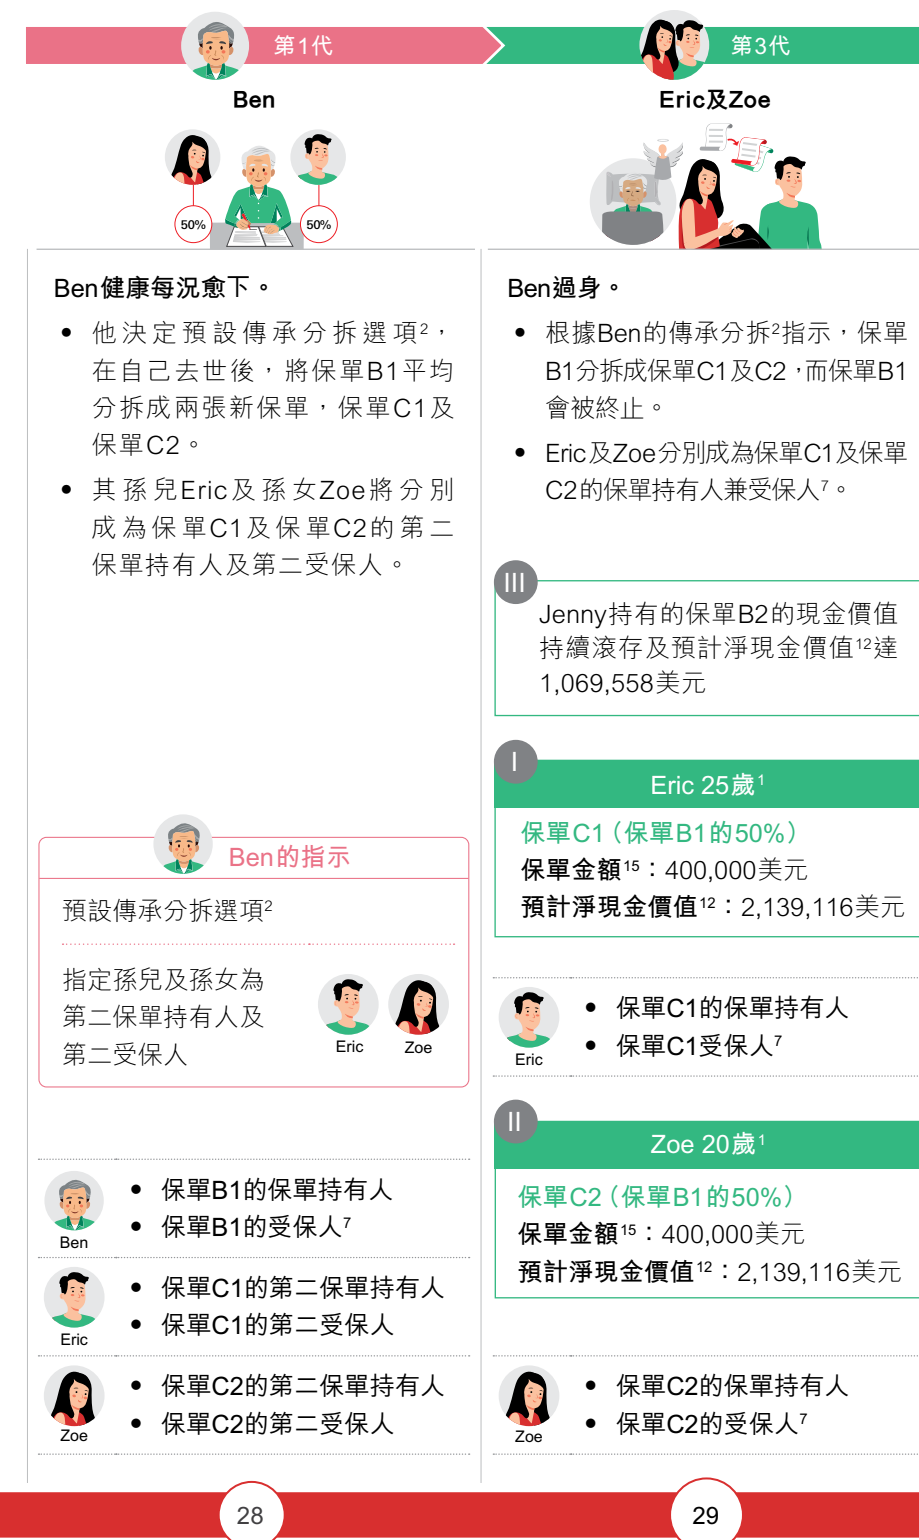 第1代
Ben
50%
50%
Ben健康每況愈下。
• 他決定預設傳承分拆選項²，
在自己去世後，將保單B1平均
分拆成兩張新保單，保單C1及
保單C2。
• 其孫兒Eric及孫女Zoe將分別
成為保單C1及保單C2的第二
保單持有人及第二受保人。
Ben的指示
預設傳承分拆選項²
指定孫兒及孫女為
第二保單持有人及
第二受保人
Eric
Zoe
Ben
• 保單B1的保單持有人
• 保單B1的受保人⁷
Eric
• 保單C1的第二保單持有人
• 保單C1的第二受保人
Zoe
• 保單C2的第二保單持有人
• 保單C2的第二受保人
28
第3代
Eric及Zoe
Ben過身。
• 根據Ben的傳承分拆²指示，保單
B1分拆成保單C1及C2，而保單B1
會被終止。
• Eric及Zoe分別成為保單C1及保單
C2的保單持有人兼受保人⁷。
III
Jenny持有的保單B2的現金價值
持續滾存及預計淨現金價值¹²達
1,069,558美元
I
Eric 25歲¹
保單C1（保單B1的50%）
保單金額¹⁵：400,000美元
預計淨現金價值¹²：2,139,116美元
Eric
• 保單C1的保單持有人
• 保單C1受保人⁷
II
Zoe 20歲¹
保單C2（保單B1的50%）
保單金額¹⁵：400,000美元
預計淨現金價值¹²：2,139,116美元
Zoe
• 保單C2的保單持有人
• 保單C2的受保人⁷
29